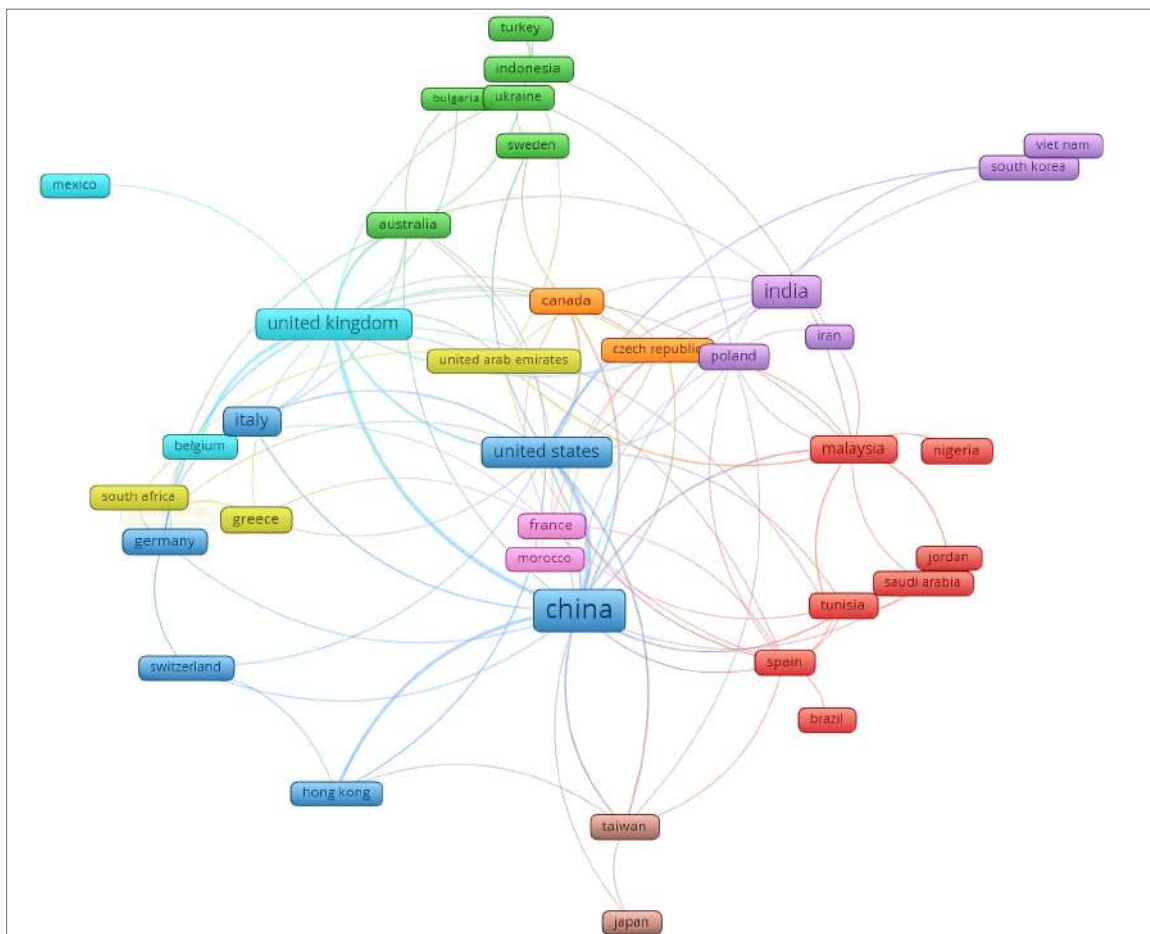 turkey
indonesia
bulgaria
ukraine
sweden
viet nam
south korea
mexico
australia
india
canada
united kingdom
iran
czech republic
poland
united arab emirates
italy
belgium
united states
malaysia
nigeria
south africa
greece
france
germany
morocco
jordan
saudi arabia
china
tunisia
spain
switzerland
brazil
hong kong
taiwan
japan